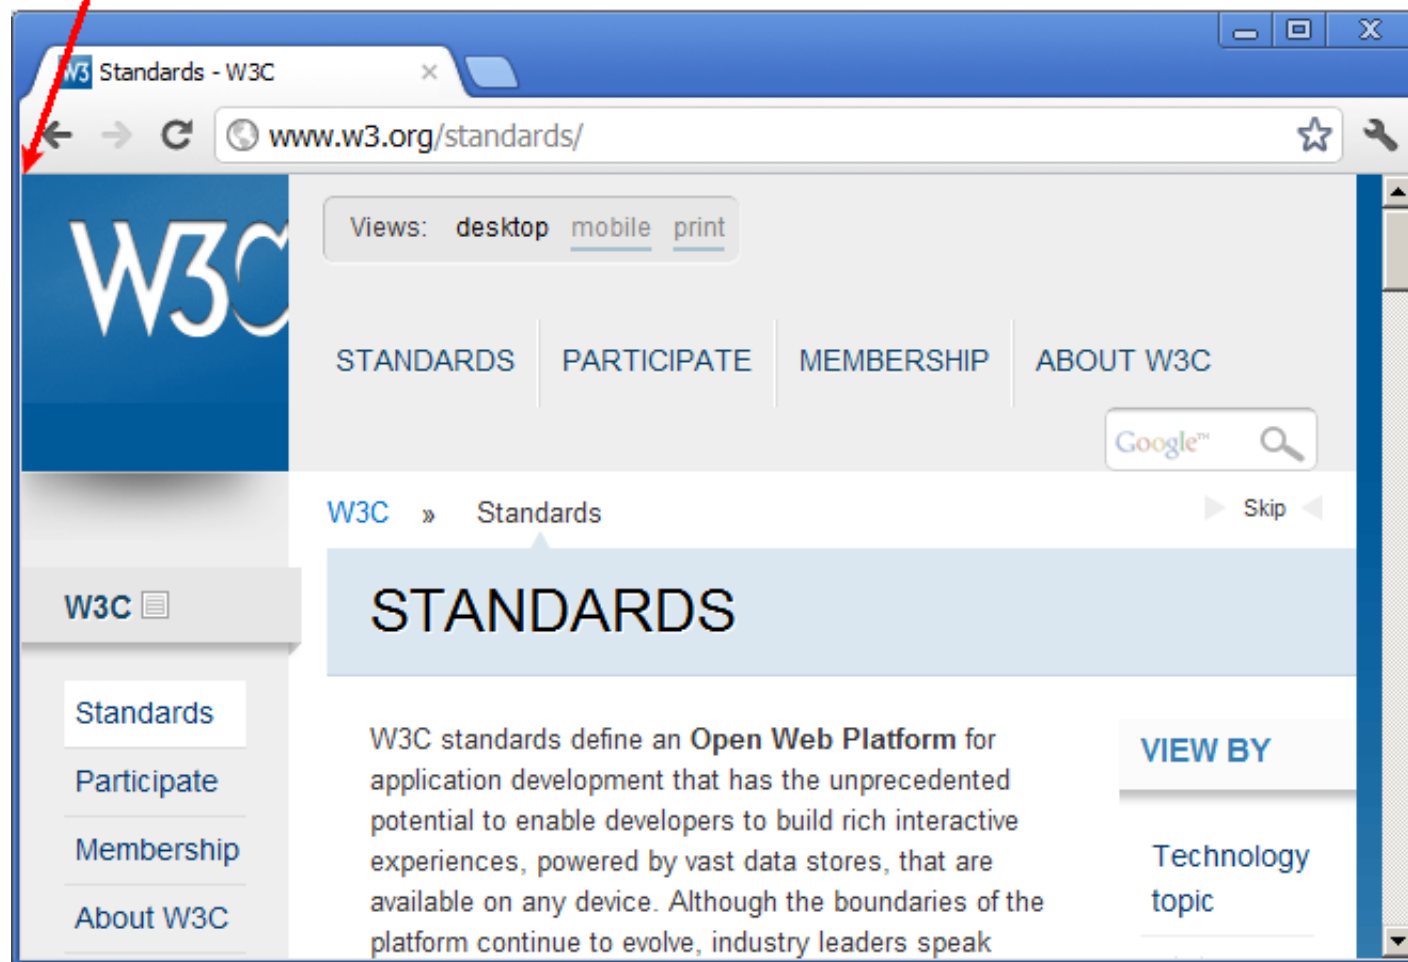 W3 Standards - W3C
www.w3.org/standards/
W3C
Views: desktop mobile print
STANDARDS PARTICIPATE MEMBERSHIP ABOUT W3C
Google™
W3C » Standards
Skip
W3C
STANDARDS
Standards
Participate
Membership
About W3C
W3C standards define an Open Web Platform for
application development that has the unprecedented
potential to enable developers to build rich interactive
experiences, powered by vast data stores, that are
available on any device. Although the boundaries of the
platform continue to evolve, industry leaders speak
VIEW BY
Technology
topic